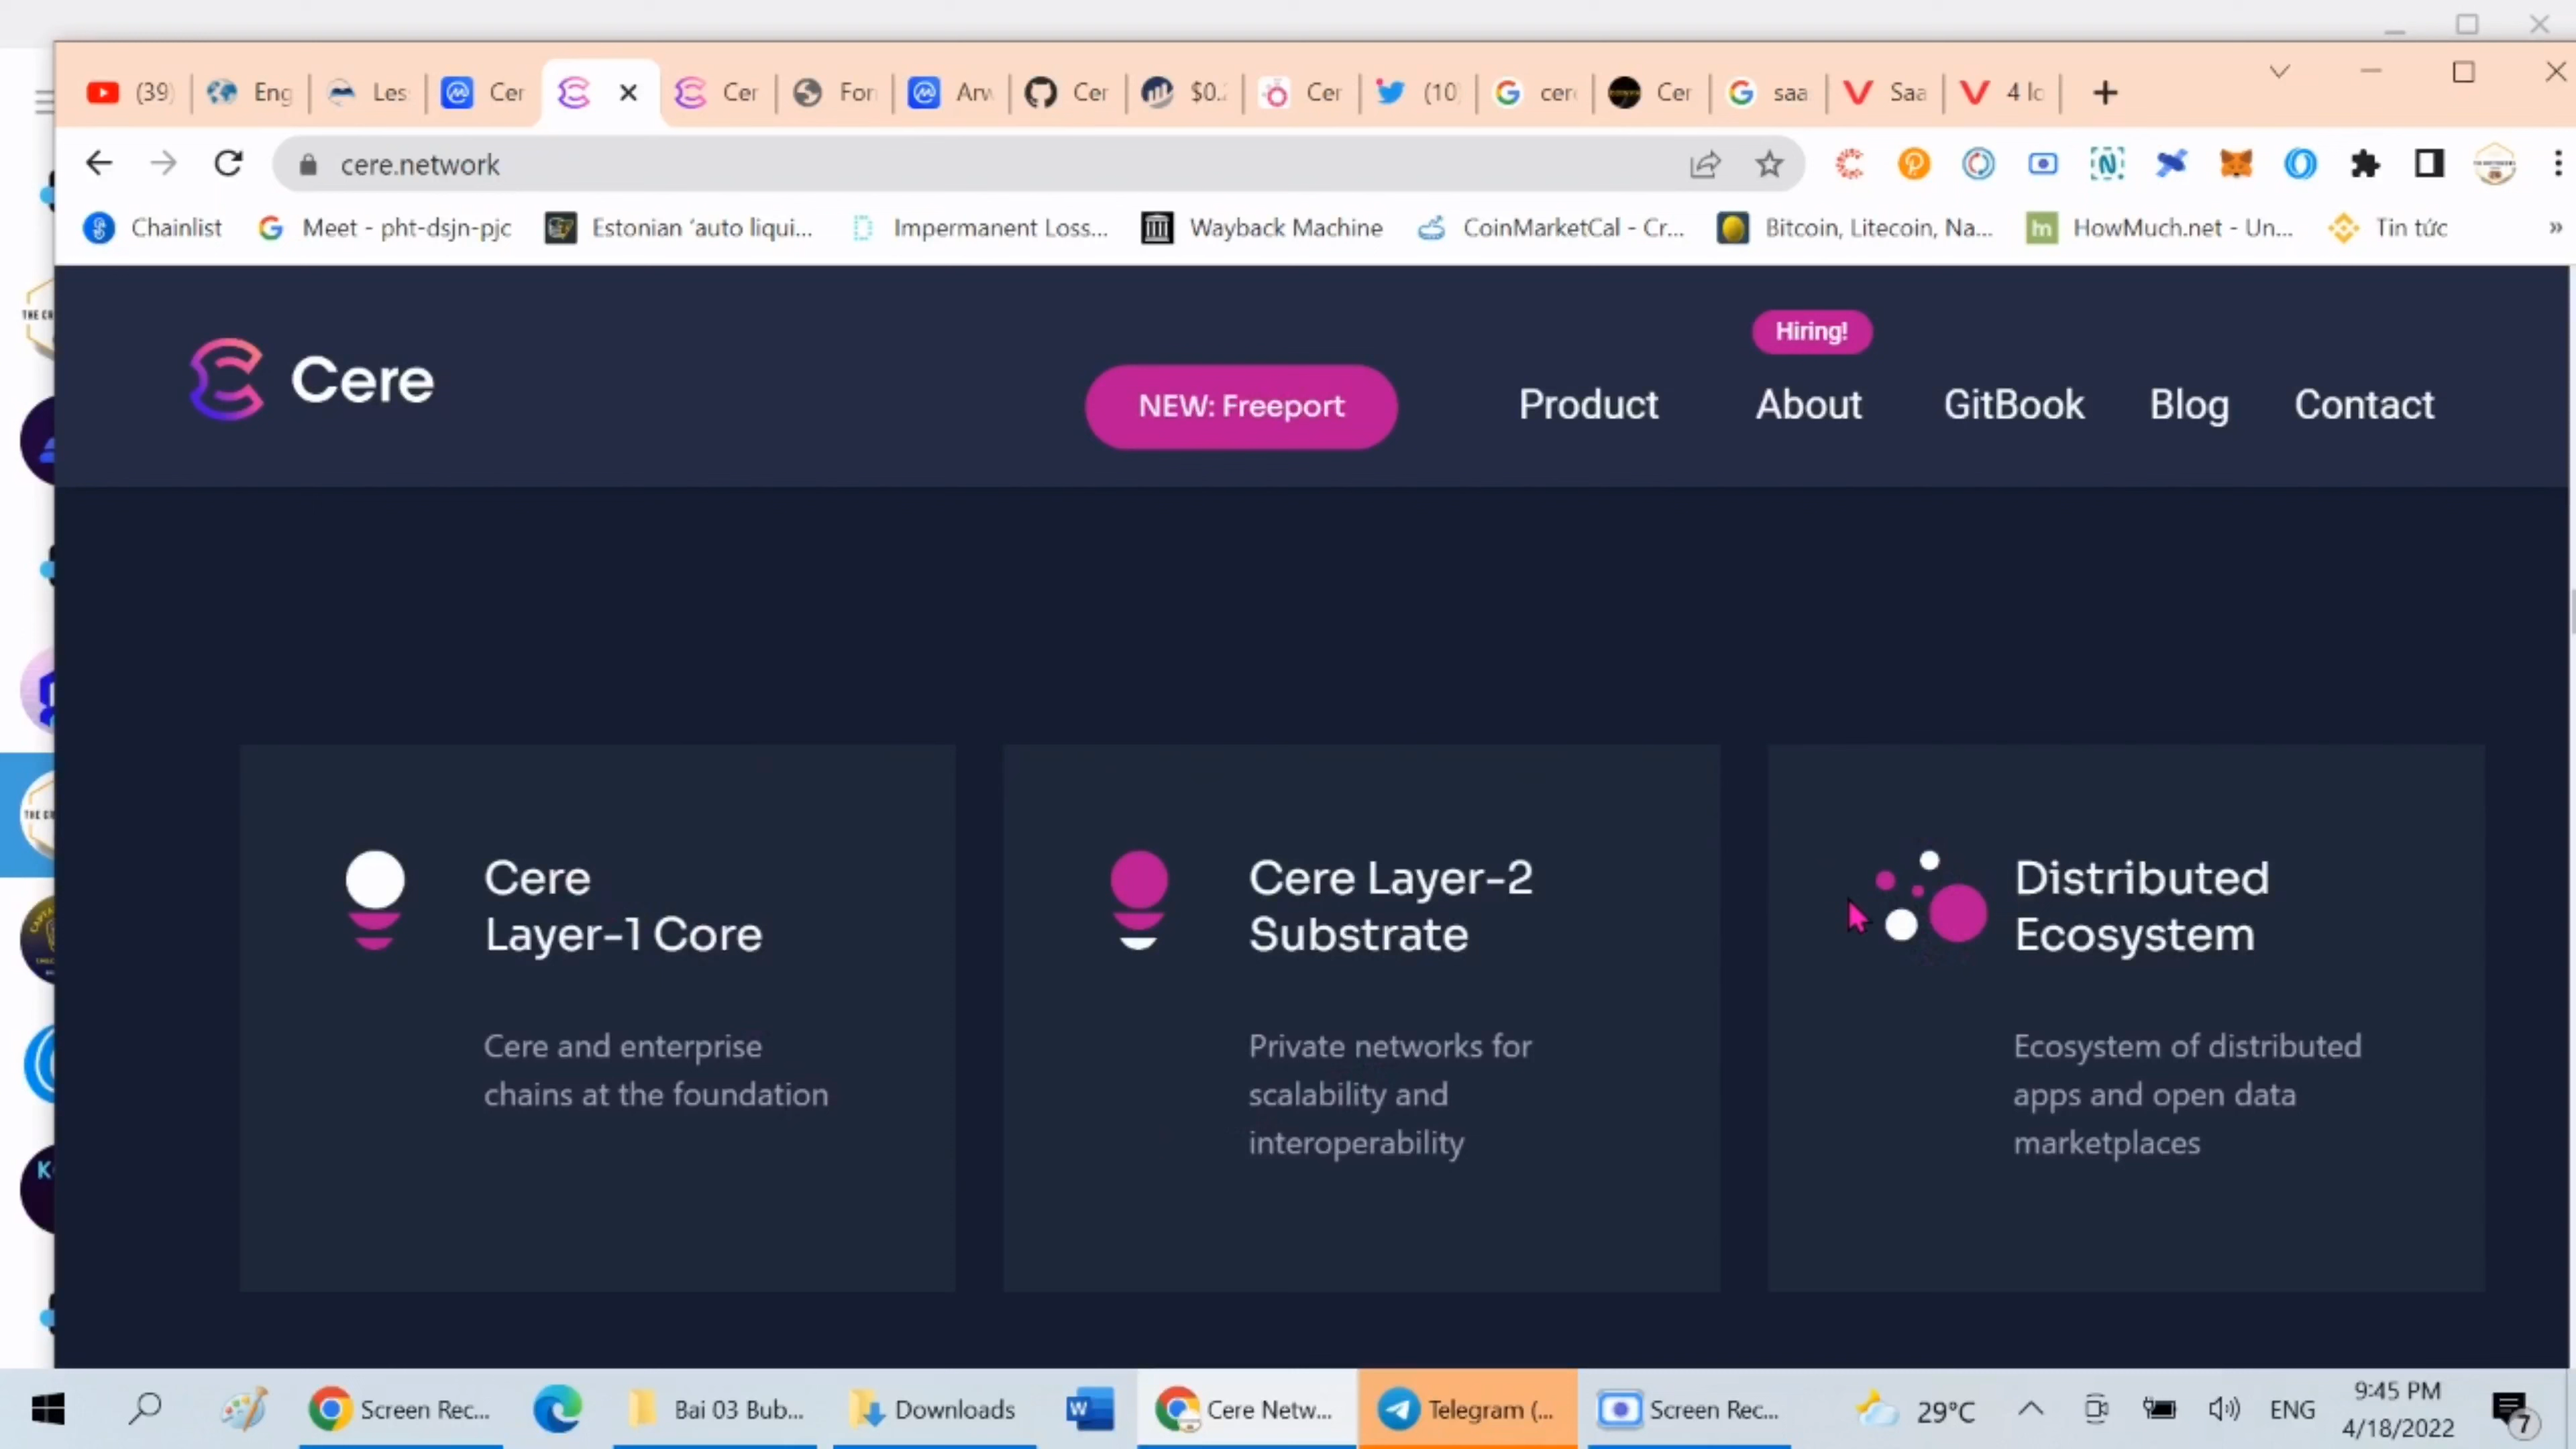 (39
Eng
Les
Cer
Cer
For
Arw
Cer
$0.
Cer
(10
cer
Cer
saa
Saa
4 lo
cere.network
Chainlist
Meet - pht-dsjn-pjc
Estonian ‘auto liqui...
Impermanent Loss...
Wayback Machine
CoinMarketCal - Cr...
Bitcoin, Litecoin, Na...
hm
HowMuch.net - Un...
Tin tức
»
Cere
NEW: Freeport
Product
Hiring!
About
GitBook
Blog
Contact
Cere
Layer-1 Core
Cere and enterprise
chains at the foundation
Cere Layer-2
Substrate
Private networks for
scalability and
interoperability
Distributed
Ecosystem
Ecosystem of distributed
apps and open data
marketplaces
Screen Rec...
Bai 03 Bub...
Downloads
Cere Netw...
Telegram (...
Screen Rec...
29°C
ENG
9:45 PM
4/18/2022
7